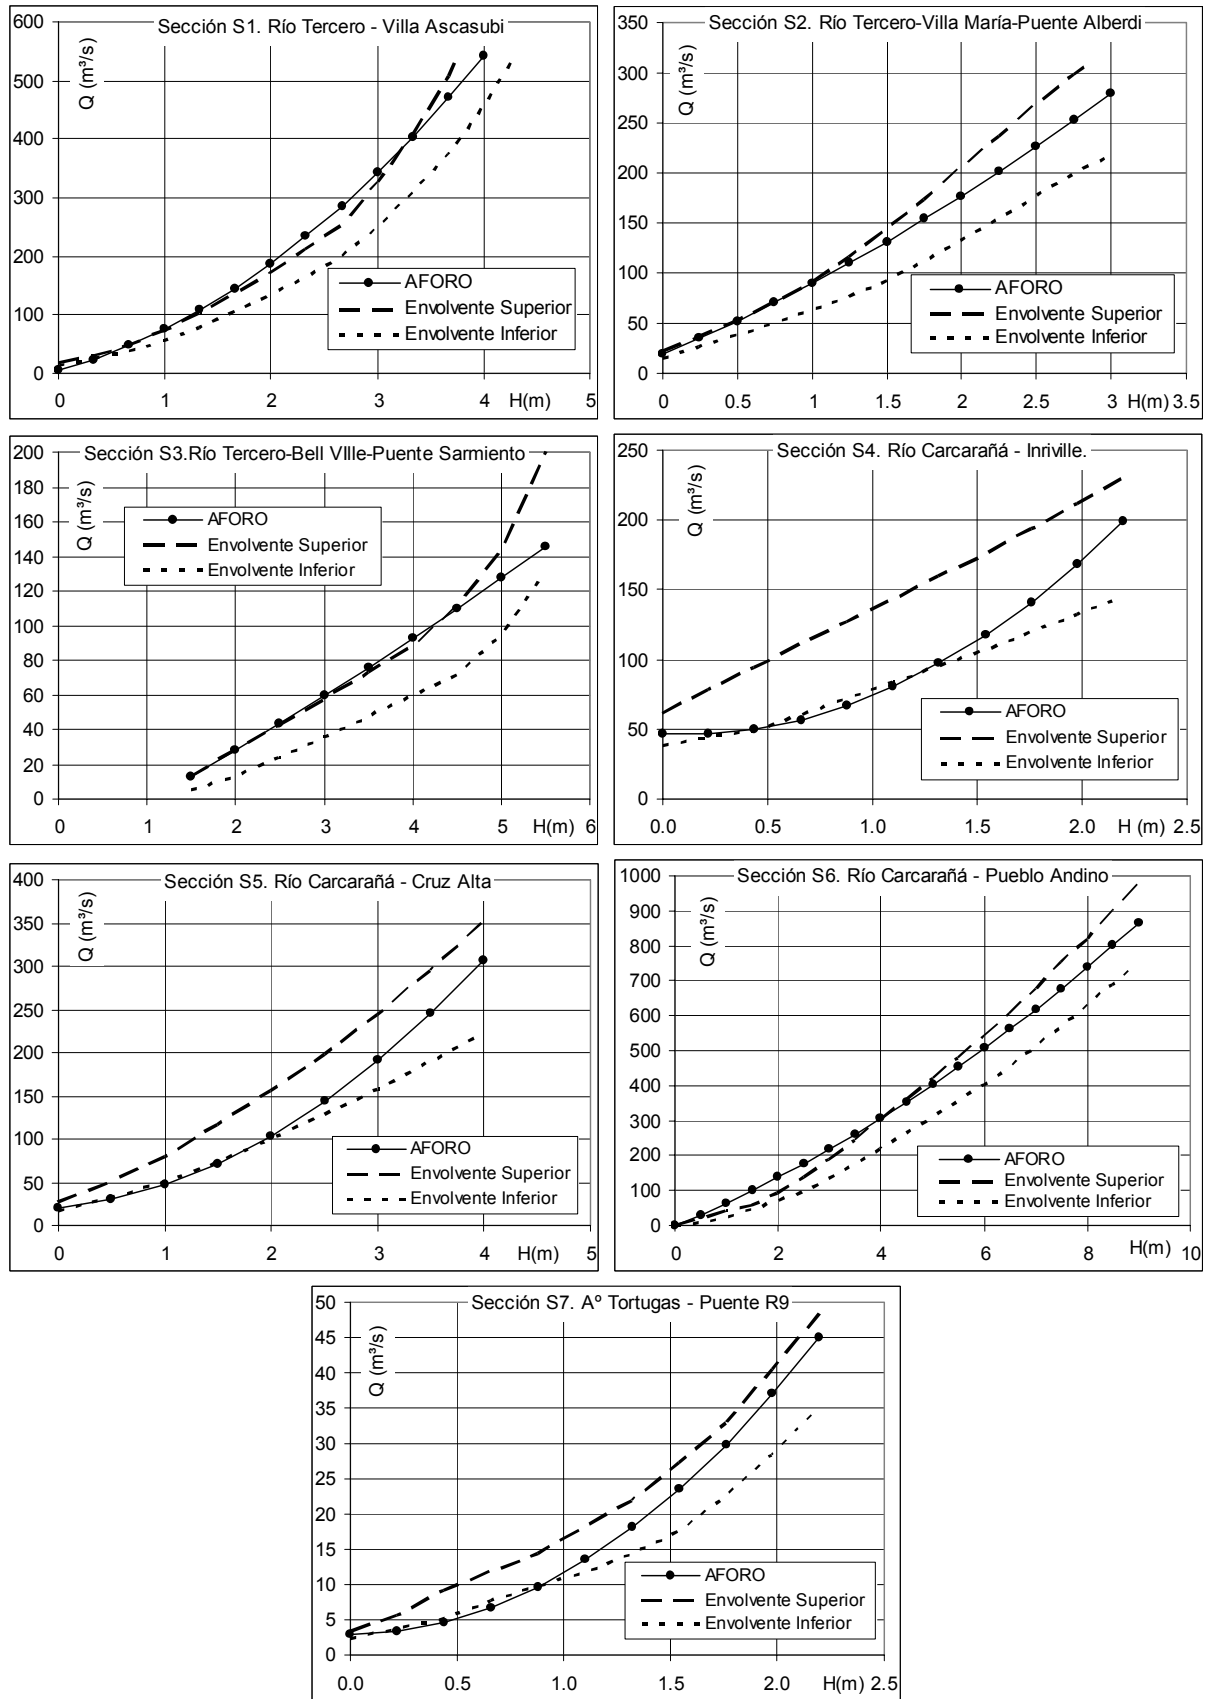 Sección S1. Río Tercero - Villa Ascasubi
Q (m³/s)
600
500
400
300
200
100
0
AFORO
Envolvente Superior
Envolvente Inferior
0 1 2 3 4 H(m) 5
Sección S2. Río Tercero-Villa María-Puente Alberdi
Q (m³/s)
350
300
250
200
150
100
50
0
AFORO
Envolvente Superior
Envolvente Inferior
0 0.5 1 1.5 2 2.5 3 H(m) 3.5
Sección S3.Río Tercero-Bell VIlle-Puente Sarmiento
Q (m³/s)
200
180
160
140
120
100
80
60
40
20
0
AFORO
Envolvente Superior
Envolvente Inferior
0 1 2 3 4 5 H(m) 6
Sección S4. Río Carcarañá - Inriville.
Q (m³/s)
250
200
150
100
50
0
AFORO
Envolvente Superior
Envolvente Inferior
0.0 0.5 1.0 1.5 2.0 H (m) 2.5
Sección S5. Río Carcarañá - Cruz Alta
Q (m³/s)
400
350
300
250
200
150
100
50
0
AFORO
Envolvente Superior
Envolvente Inferior
0 1 2 3 4 H(m) 5
Sección S6. Río Carcarañá - Pueblo Andino
Q (m³/s)
1000
900
800
700
600
500
400
300
200
100
0
AFORO
Envolvente Superior
Envolvente Inferior
0 2 4 6 8 H(m) 10
Sección S7. Aº Tortugas - Puente R9
Q (m³/s)
50
45
40
35
30
25
20
15
10
5
0
AFORO
Envolvente Superior
Envolvente Inferior
0.0 0.5 1.0 1.5 2.0 H(m) 2.5